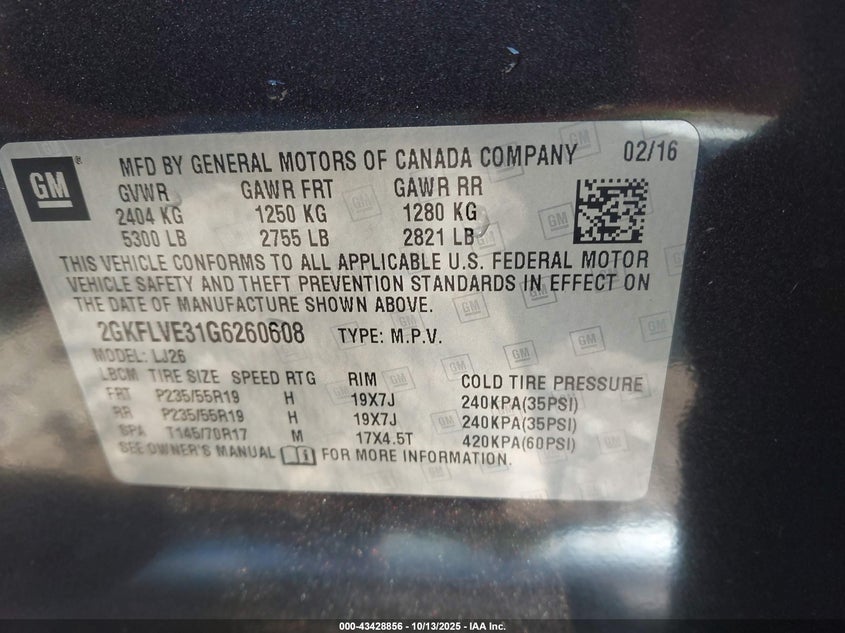 GM ® MFD BY GENERAL MOTORS OF CANADA COMPANY 02/16
GVWR GAWR FRT GAWR RR
2404 KG 1250 KG 1280 KG
5300 LB 2755 LB 2821 LB
THIS VEHICLE CONFORMS TO ALL APPLICABLE U.S. FEDERAL MOTOR
VEHICLE SAFETY AND THEFT PREVENTION STANDARDS IN EFFECT ON
THE DATE OF MANUFACTURE SHOWN ABOVE.
2GKFLVE31G6260608 TYPE: M.P.V.
MODEL: LJ26
LBCM TIRE SIZE SPEED RTG RIM COLD TIRE PRESSURE
FRT P235/55R19 H 19X7J 240KPA(35PSI)
RR P235/55R19 H 19X7J 240KPA(35PSI)
SPA T145/70R17 M 17X4.5T 420KPA(60PSI)
SEE OWNER'S MANUAL FOR MORE INFORMATION.
000-43428856 - 10/13/2025 - IAA Inc.